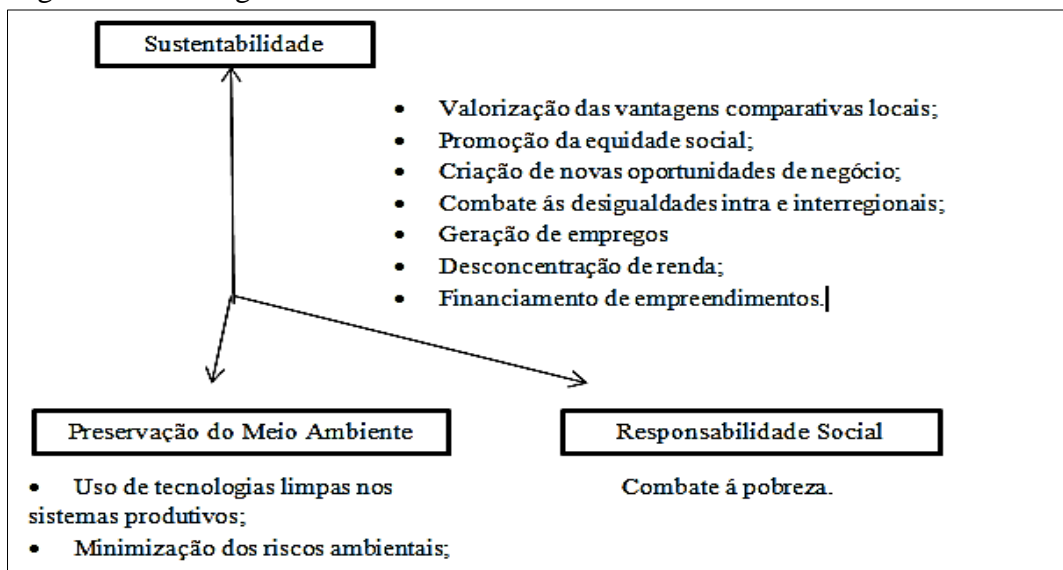 Sustentabilidade
• Valorização das vantagens comparativas locais;
• Promoção da equidade social;
• Criação de novas oportunidades de negócio;
• Combate ás desigualdades intra e interregionais;
• Geração de empregos
• Desconcentração de renda;
• Financiamento de empreendimentos.
Preservação do Meio Ambiente
• Uso de tecnologias limpas nos
sistemas produtivos;
• Minimização dos riscos ambientais;
Responsabilidade Social
Combate á pobreza.